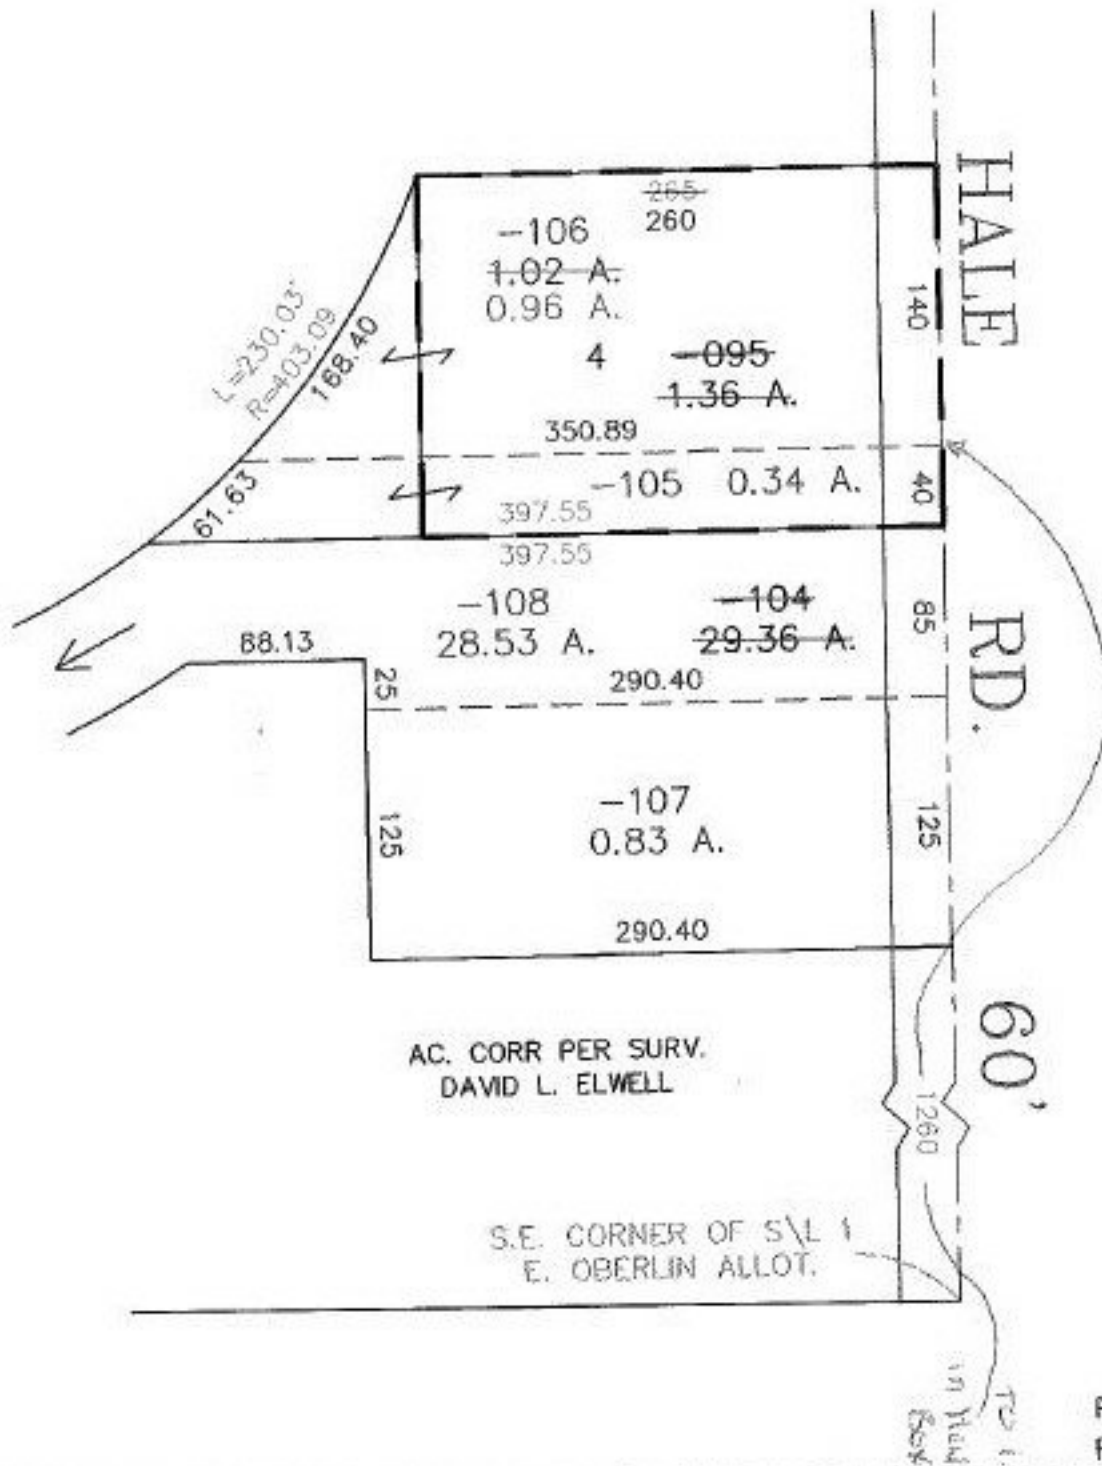 HALE RD. 60'
265
260
-106
1.02 A.
0.96 A.
140
L=230.03'
R=403.09
168.40
4
-095
1.36 A.
350.89
-105 0.34 A.
40
61.63
397.55
397.55
-108
28.53 A.
-104
29.36 A.
85
88.13
25
290.40
-107
0.83 A.
125
125
290.40
AC. CORR PER SURV.
DAVID L. ELWELL
1260
S.E. CORNER OF S\L 1
E. OBERLIN ALLOT.
TO
in
Box